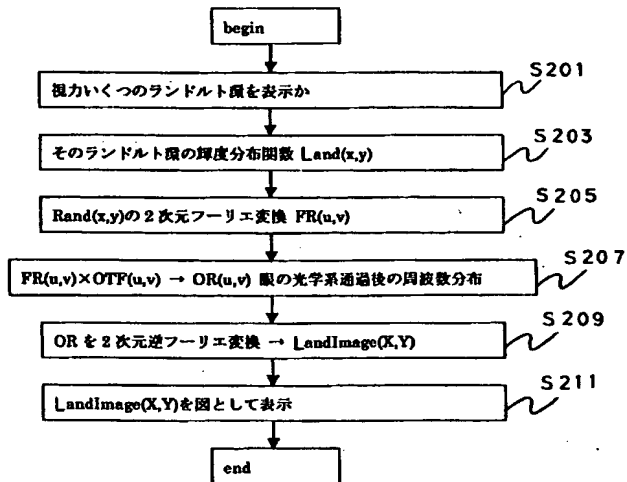 begin
S201
視力いくつのランドルト環を表示か
S203
そのランドルト環の輝度分布関数 Land(x,y)
S205
Rand(x,y)の2次元フーリエ変換 FR(u,v)
S207
FR(u,v)×OTF(u,v) → OR(u,v) 眼の光学系通過後の周波数分布
S209
ORを2次元逆フーリエ変換 → LandImage(X,Y)
S211
LandImage(X,Y)を図として表示
end